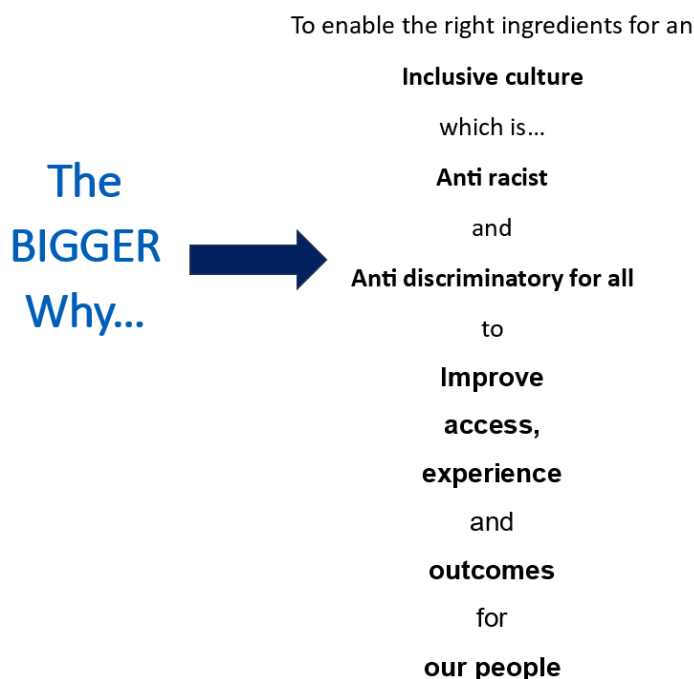 The
BIGGER
Why...
To enable the right ingredients for an
Inclusive culture
which is...
Anti racist
and
Anti discriminatory for all
to
Improve
access,
experience
and
outcomes
for
our people